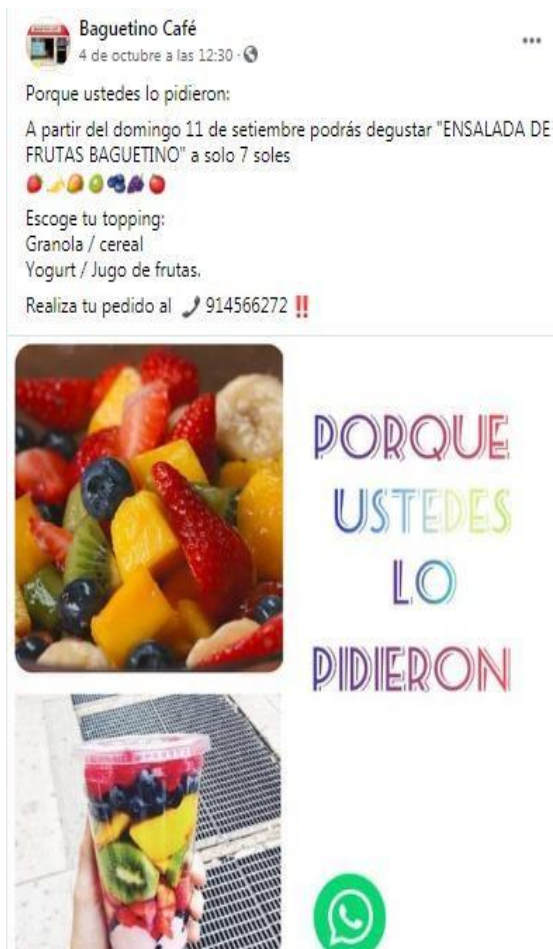 Baguetino Café
4 de octubre a las 12:30 ·
Porque ustedes lo pidieron:
A partir del domingo 11 de setiembre podrás degustar "ENSALADA DE
FRUTAS BAGUETINO" a solo 7 soles
Escoge tu topping:
Granola / cereal
Yogurt / Jugo de frutas.
Realiza tu pedido al 📞 914566272 ‼️
PORQUE
USTEDES
LO
PIDIERON